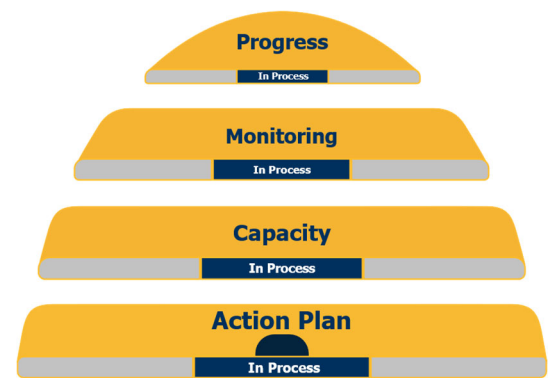 Progress
In Process
Monitoring
In Process
Capacity
In Process
Action Plan
In Process